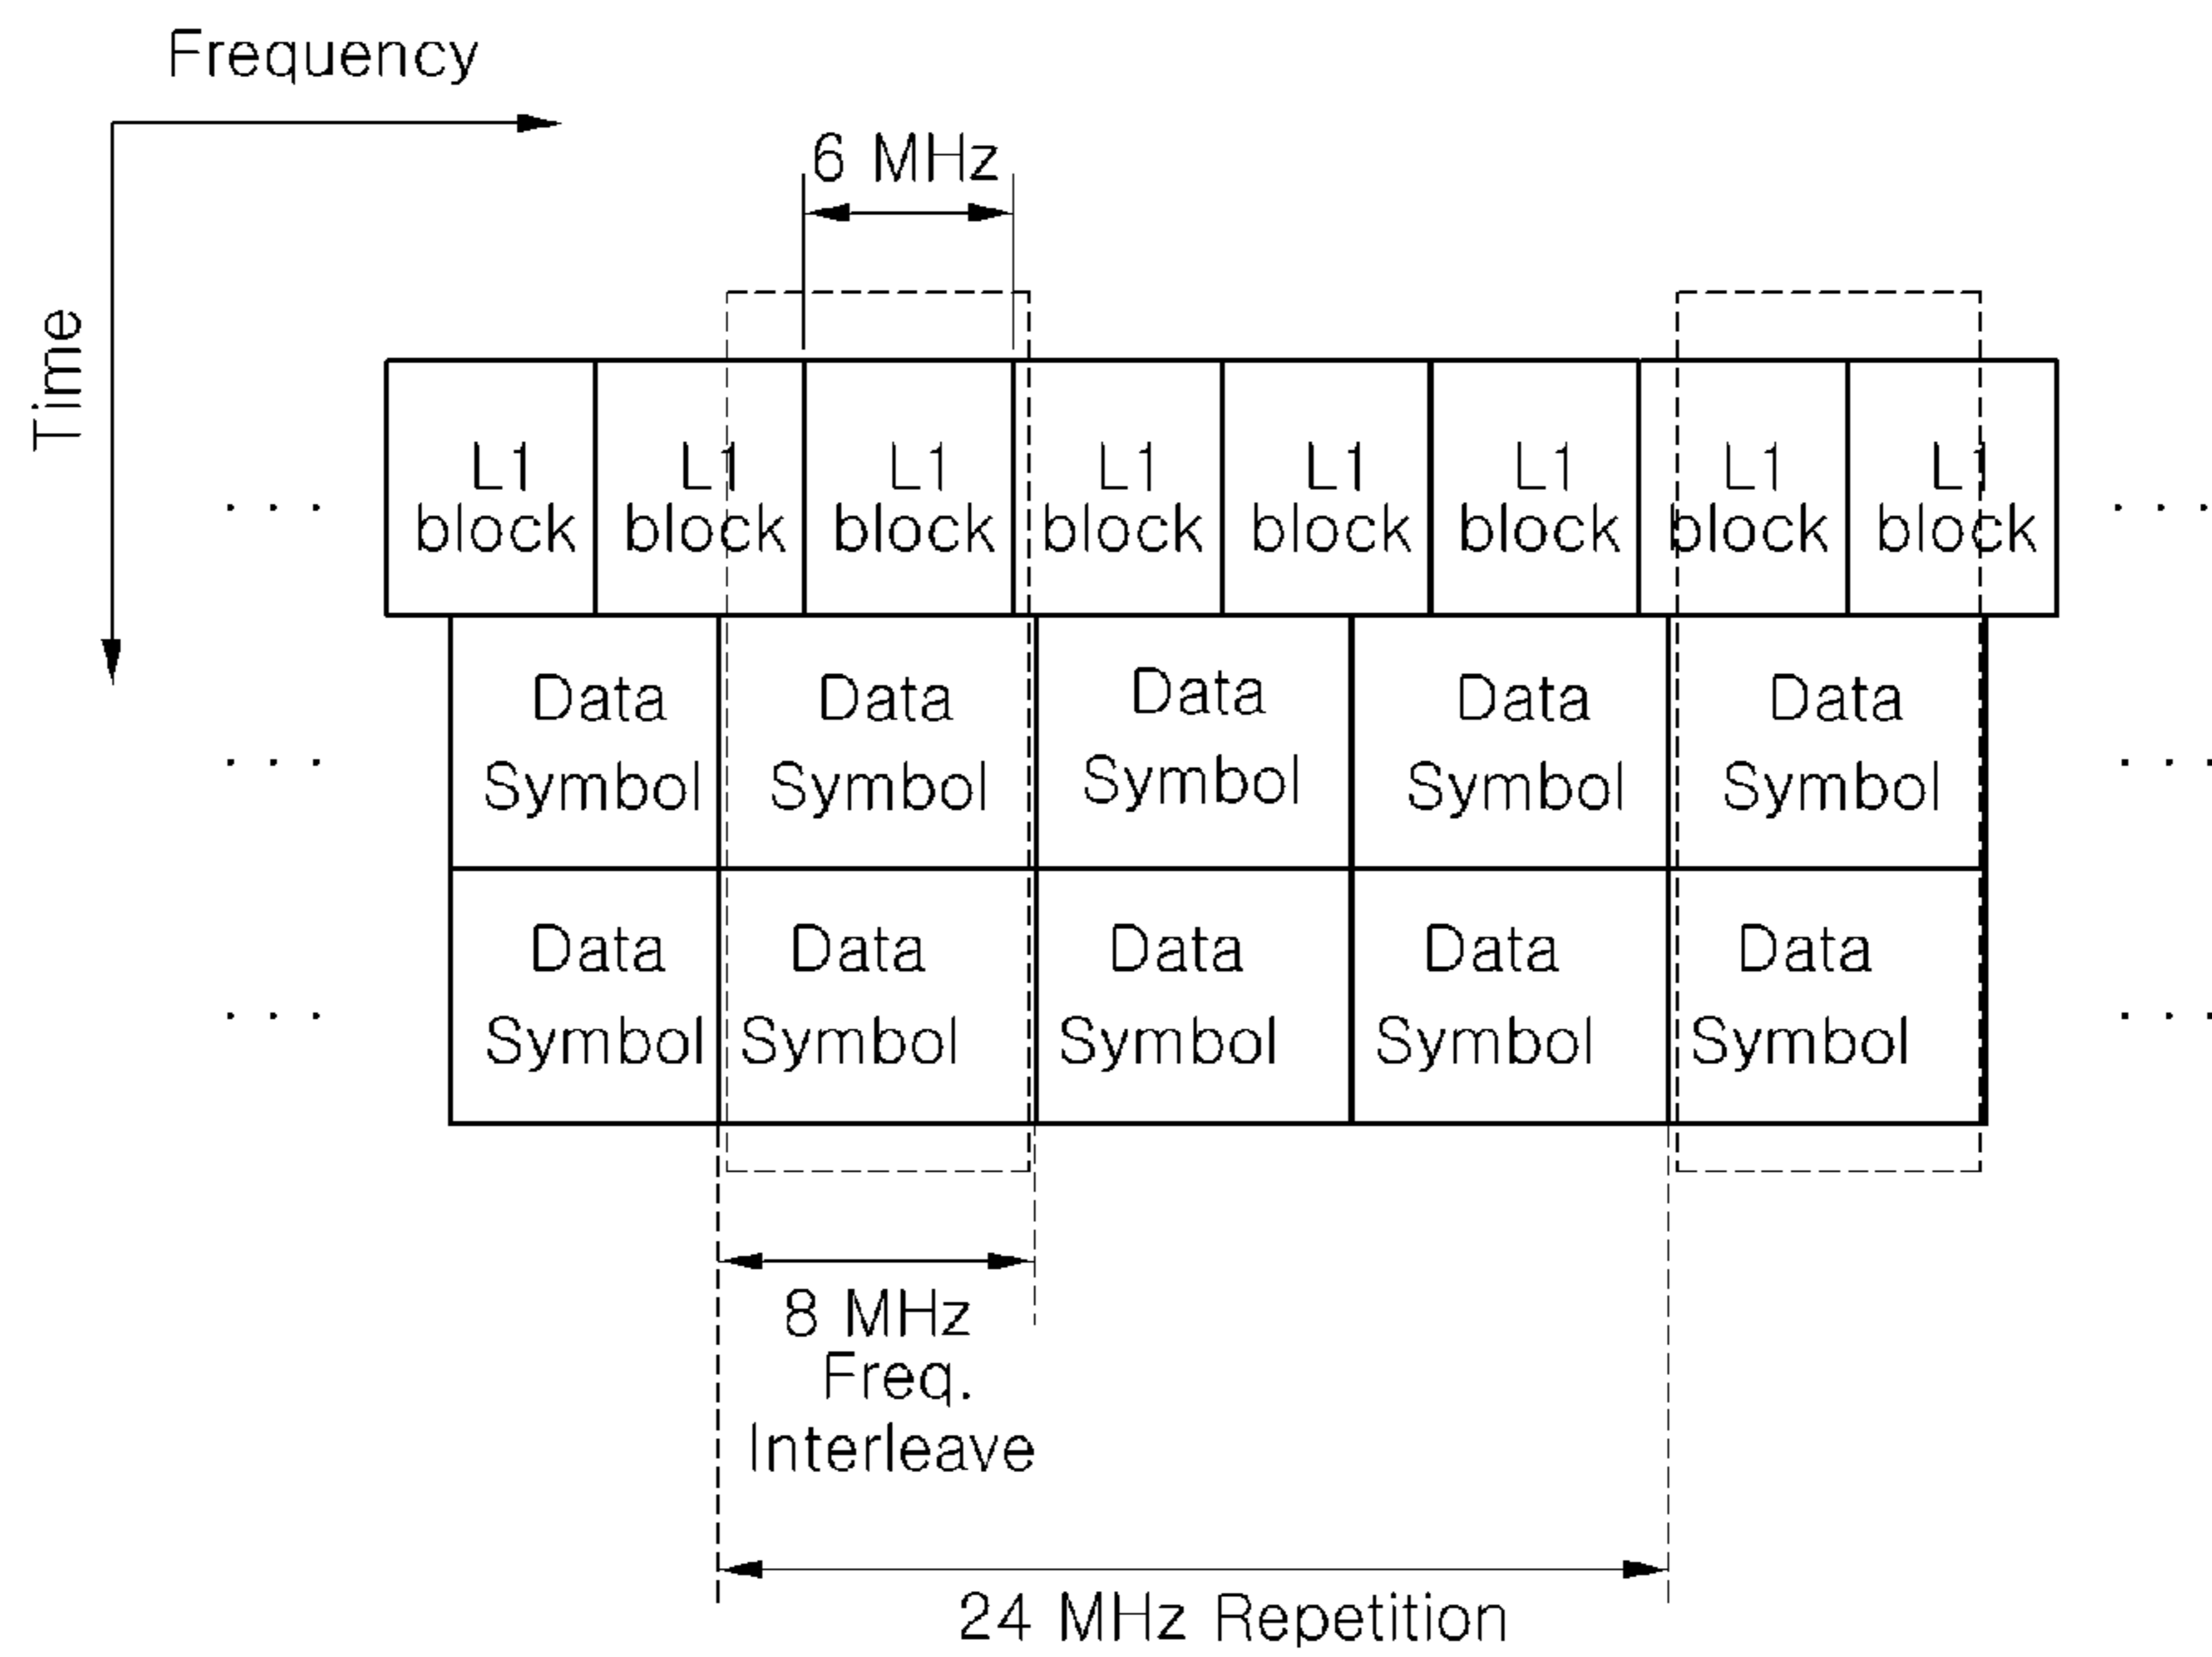 Frequency
Time
6 MHz
L1 L1 L1 L1 L1 L1 L1 L1
. . . block block block block block block block block . . .
Data Data Data Data Data
. . . Symbol Symbol Symbol Symbol Symbol . . .
Data Data Data Data Data
. . . Symbol Symbol Symbol Symbol Symbol . . .
8 MHz
Freq.
Interleave
24 MHz Repetition